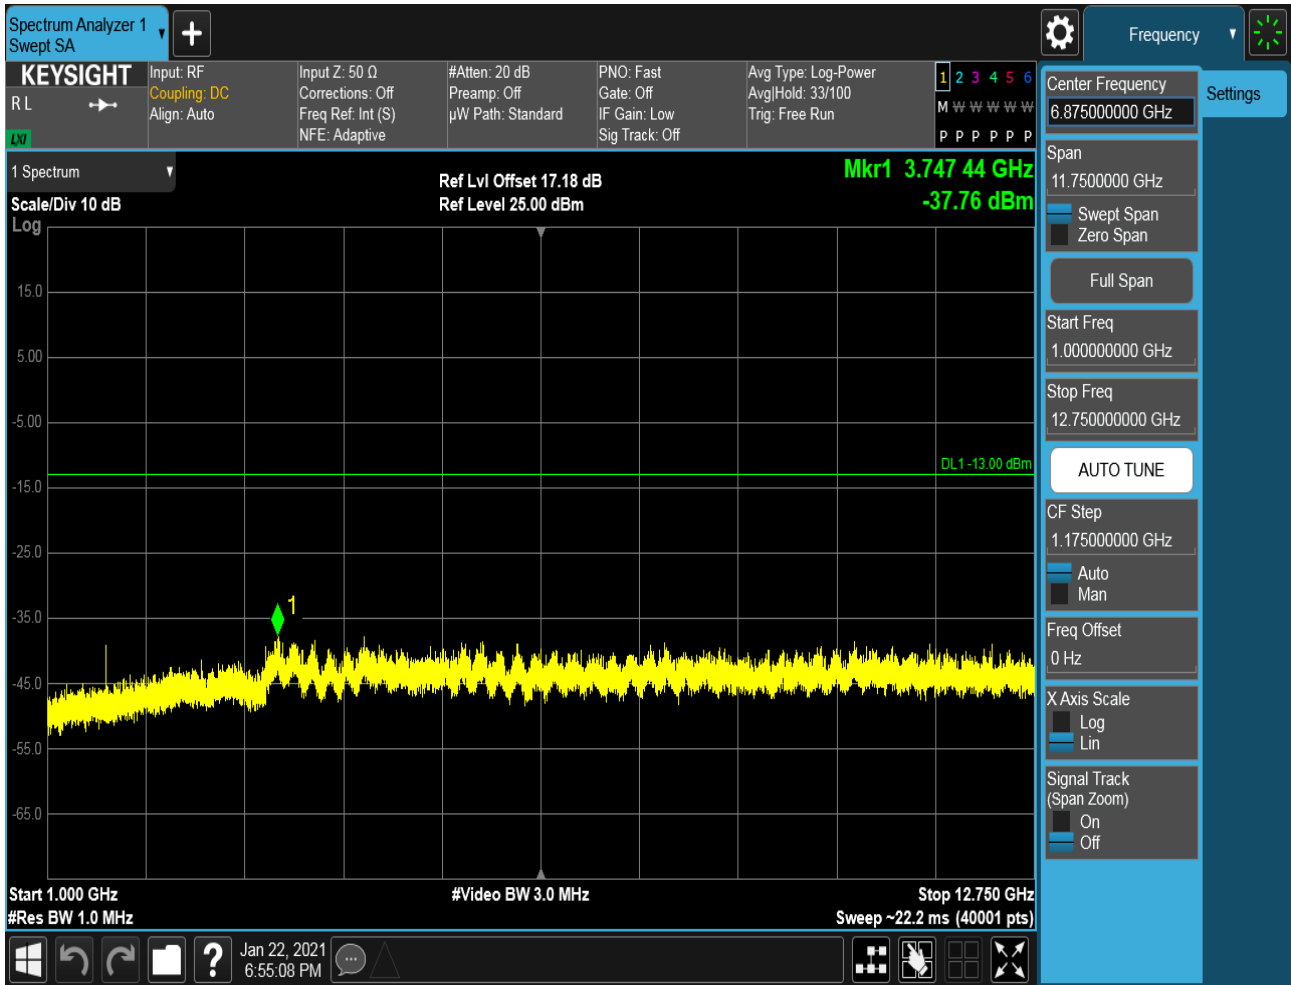 Spectrum Analyzer 1
Swept SA
Frequency
KEYSIGHT
R L
LXI
Input: RF
Coupling: DC
Align: Auto
Input Z: 50 Ω
Corrections: Off
Freq Ref: Int (S)
NFE: Adaptive
#Atten: 20 dB
Preamp: Off
µW Path: Standard
PNO: Fast
Gate: Off
IF Gain: Low
Sig Track: Off
Avg Type: Log-Power
Avg|Hold: 33/100
Trig: Free Run
1 2 3 4 5 6
M W W W W W
P P P P P P
1 Spectrum
Scale/Div 10 dB
Log
Ref Lvl Offset 17.18 dB
Ref Level 25.00 dBm
Mkr1 3.747 44 GHz
-37.76 dBm
15.0
5.00
-5.00
DL1 -13.00 dBm
-15.0
-25.0
1
-35.0
-45.0
-55.0
-65.0
Start 1.000 GHz
#Res BW 1.0 MHz
#Video BW 3.0 MHz
Stop 12.750 GHz
Sweep ~22.2 ms (40001 pts)
Jan 22, 2021
6:55:08 PM
Center Frequency
6.875000000 GHz
Settings
Span
11.7500000 GHz
Swept Span
Zero Span
Full Span
Start Freq
1.000000000 GHz
Stop Freq
12.750000000 GHz
AUTO TUNE
CF Step
1.175000000 GHz
Auto
Man
Freq Offset
0 Hz
X Axis Scale
Log
Lin
Signal Track
(Span Zoom)
On
Off